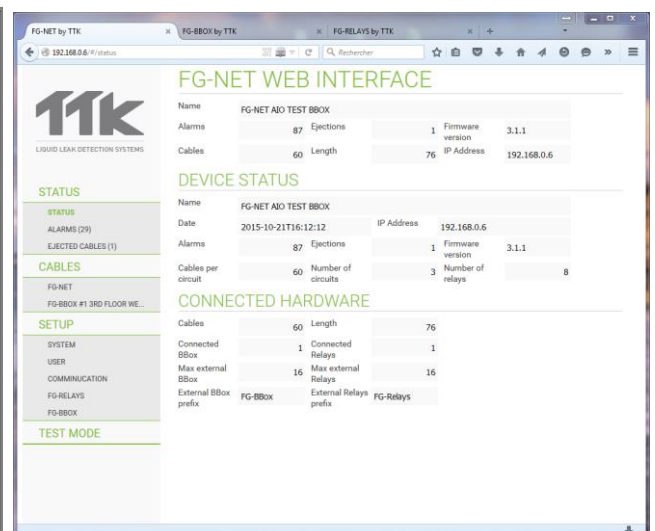 FG-NET by TTK × FG-BBOX by TTK × FG-RELAYS by TTK × +
192.168.0.6/#/status Rechercher
TTK
LIQUID LEAK DETECTION SYSTEMS
STATUS
STATUS
ALARMS (29)
EJECTED CABLES (1)
CABLES
FG-NET
FG-BBOX #1 3RD FLOOR WE...
SETUP
SYSTEM
USER
COMMINUCATION
FG-RELAYS
FG-BBOX
TEST MODE
FG-NET WEB INTERFACE
Name FG-NET AIO TEST BBOX
Alarms 87 Ejections 1 Firmware version 3.1.1
Cables 60 Length 76 IP Address 192.168.0.6
DEVICE STATUS
Name FG-NET AIO TEST BBOX
Date 2015-10-21T16:12:12 IP Address 192.168.0.6
Alarms 87 Ejections 1 Firmware version 3.1.1
Cables per circuit 60 Number of circuits 3 Number of relays 8
CONNECTED HARDWARE
Cables 60 Length 76
Connected BBox 1 Connected Relays 1
Max external BBox 16 Max external Relays 16
External BBox prefix FG-BBox External Relays prefix FG-Relays